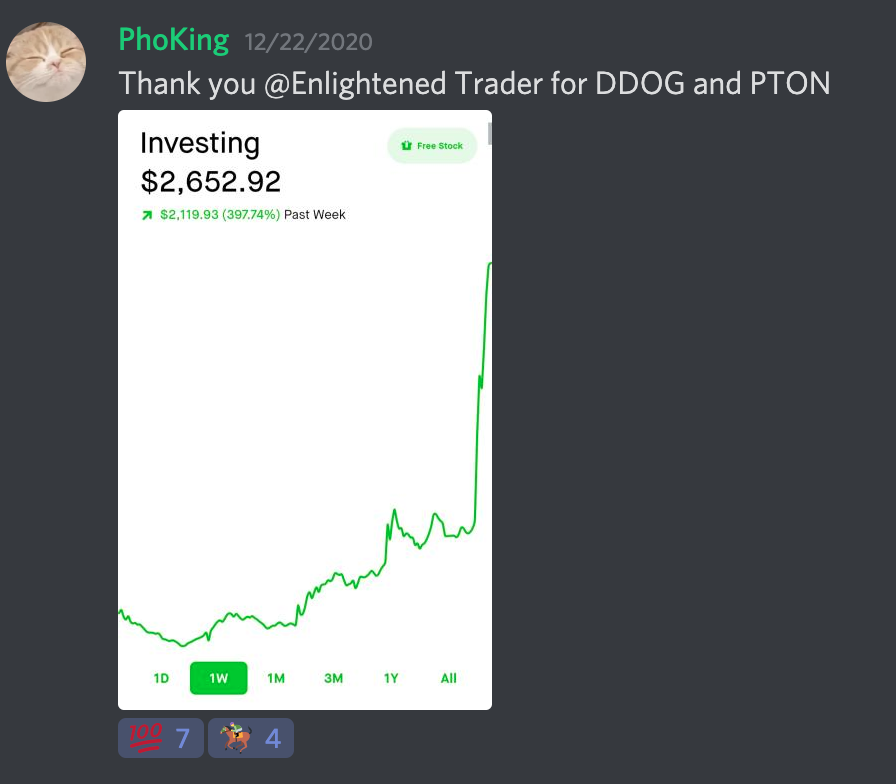 PhoKing 12/22/2020
Thank you @Enlightened Trader for DDOG and PTON
Investing
Free Stock
$2,652.92
$2,119.93 (397.74%) Past Week
1D 1W 1M 3M 1Y All
💯 7 🏇 4